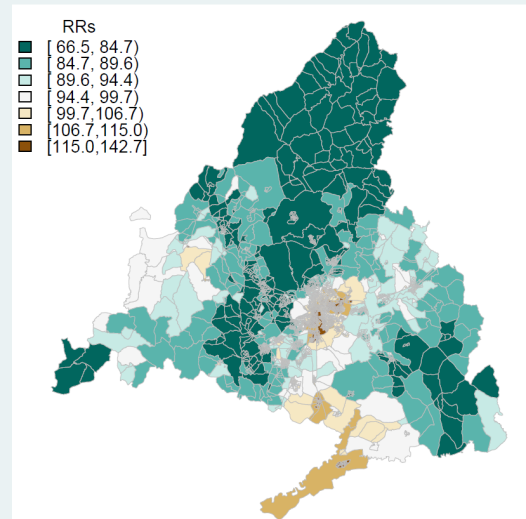 RRs
[ 66.5, 84.7)
[ 84.7, 89.6)
[ 89.6, 94.4)
[ 94.4, 99.7)
[ 99.7,106.7)
[106.7,115.0)
[115.0,142.7]